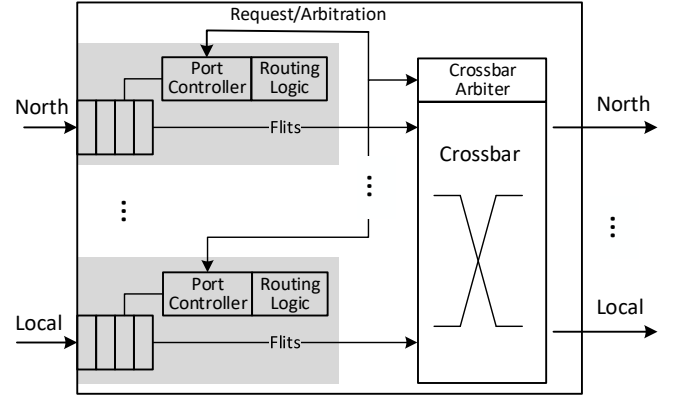 Request/Arbitration
Port Controller
Routing Logic
Crossbar Arbiter
North
North
Flits
Crossbar
Port Controller
Routing Logic
Local
Local
Flits